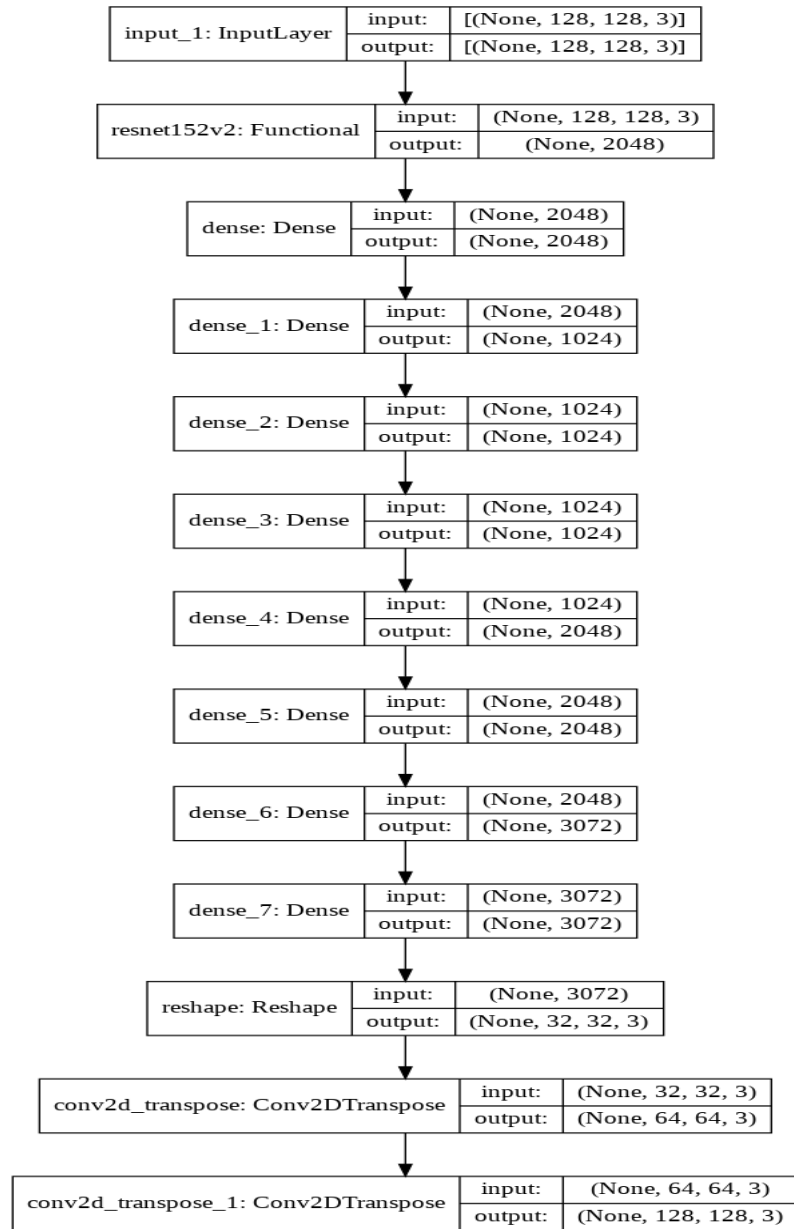 input_1: InputLayer
input: [(None, 128, 128, 3)]
output: [(None, 128, 128, 3)]
resnet152v2: Functional
input: (None, 128, 128, 3)
output: (None, 2048)
dense: Dense
input: (None, 2048)
output: (None, 2048)
dense_1: Dense
input: (None, 2048)
output: (None, 1024)
dense_2: Dense
input: (None, 1024)
output: (None, 1024)
dense_3: Dense
input: (None, 1024)
output: (None, 1024)
dense_4: Dense
input: (None, 1024)
output: (None, 2048)
dense_5: Dense
input: (None, 2048)
output: (None, 2048)
dense_6: Dense
input: (None, 2048)
output: (None, 3072)
dense_7: Dense
input: (None, 3072)
output: (None, 3072)
reshape: Reshape
input: (None, 3072)
output: (None, 32, 32, 3)
conv2d_transpose: Conv2DTranspose
input: (None, 32, 32, 3)
output: (None, 64, 64, 3)
conv2d_transpose_1: Conv2DTranspose
input: (None, 64, 64, 3)
output: (None, 128, 128, 3)